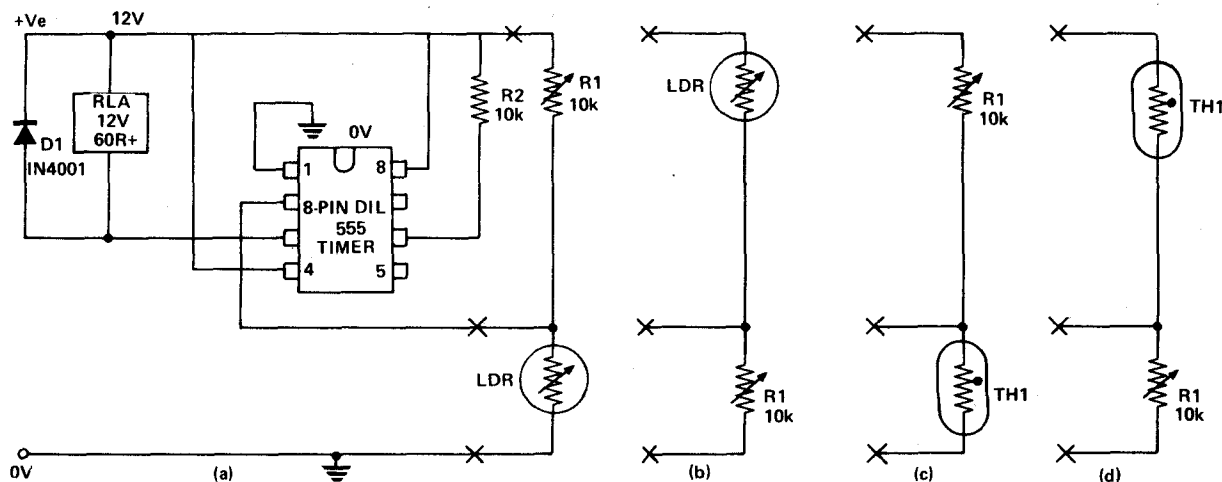 +Ve
12V
RLA
12V
60R+
D1
IN4001
0V
1
8
8-PIN DIL
555
TIMER
4
5
R2
10k
R1
10k
LDR
0V
(a)
LDR
R1
10k
(b)
R1
10k
TH1
(c)
TH1
R1
10k
(d)